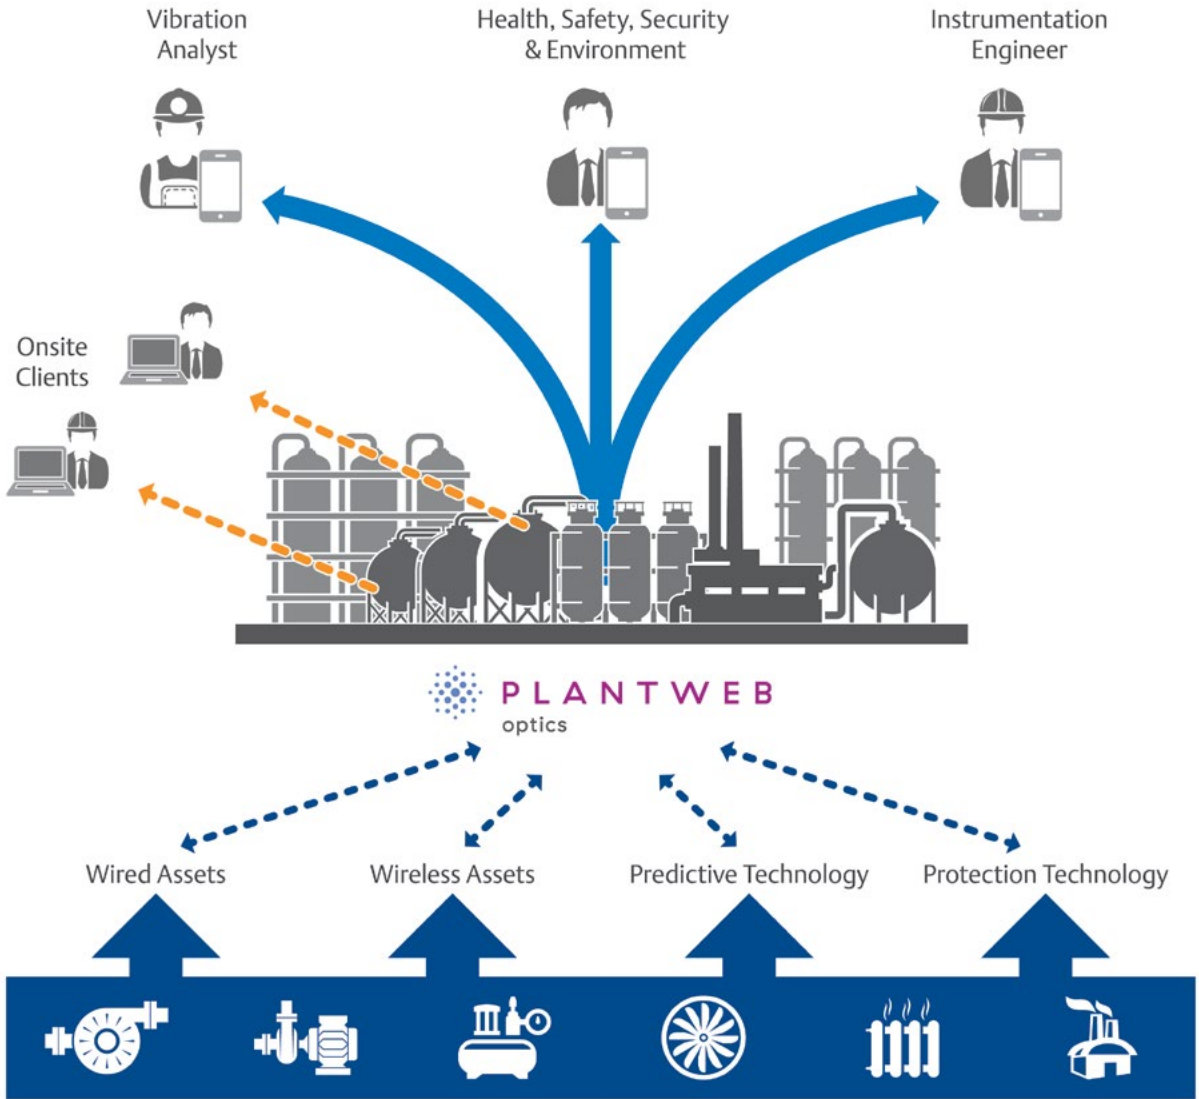 Vibration
Analyst
Health, Safety, Security
& Environment
Instrumentation
Engineer
Onsite
Clients
PLANTWEB
optics
Wired Assets
Wireless Assets
Predictive Technology
Protection Technology